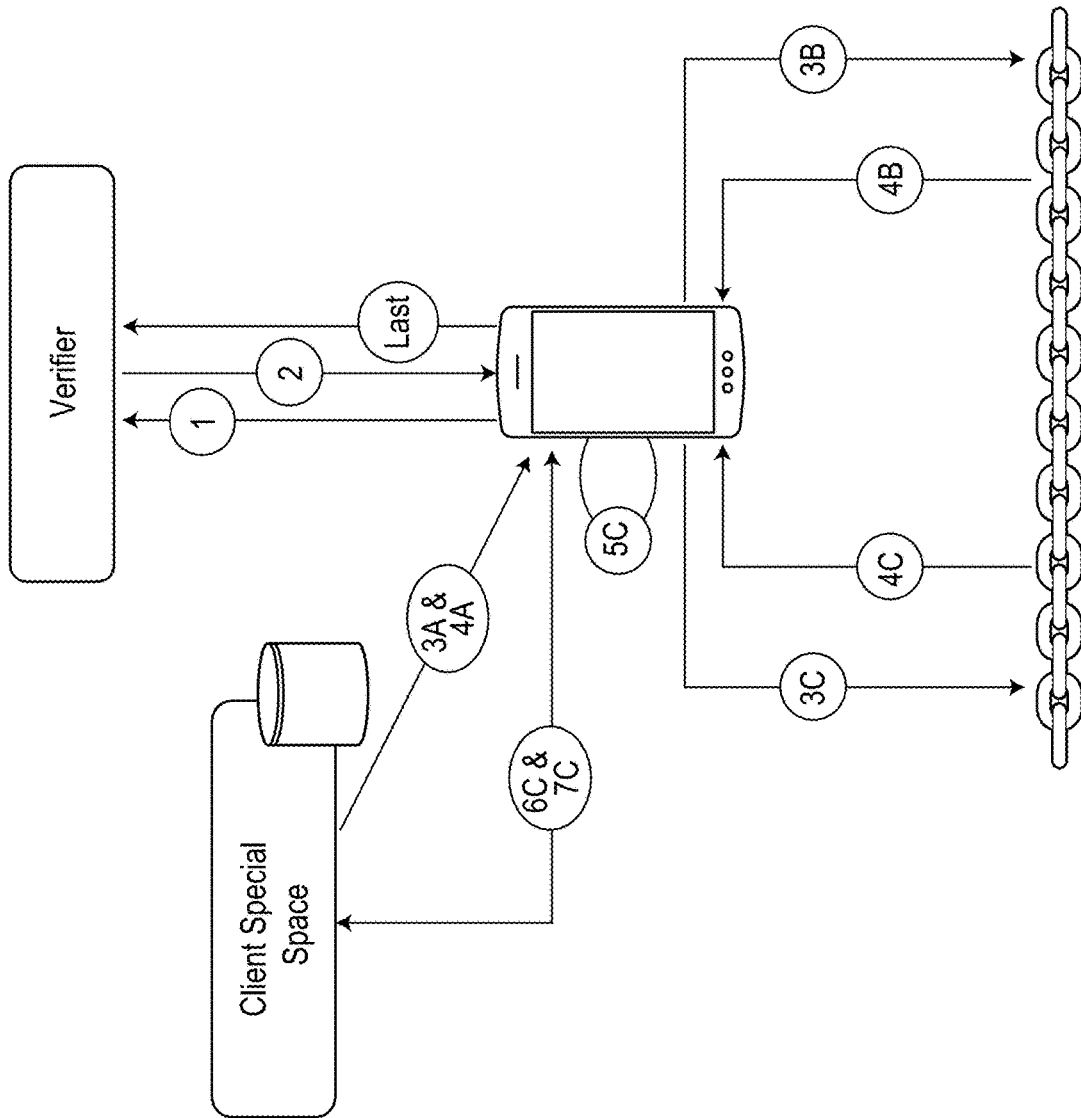 Verifier
1
2
Last
Client Special
Space
3A &
4A
6C &
7C
5C
3C
4C
4B
3B